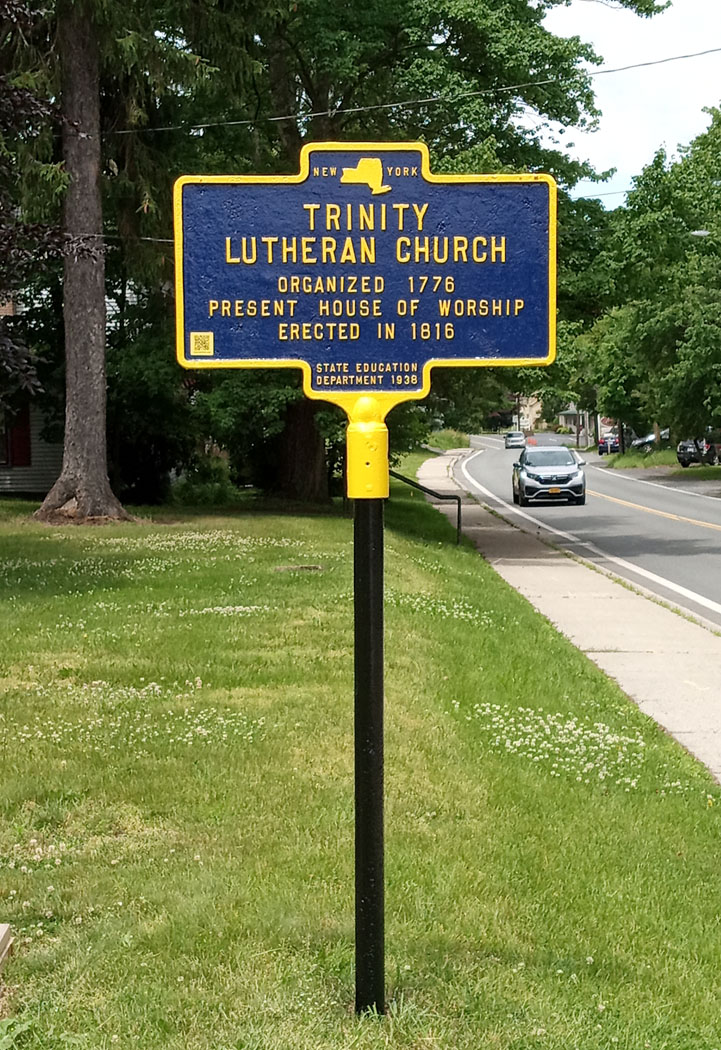 NEW YORK
TRINITY
LUTHERAN CHURCH
ORGANIZED 1776
PRESENT HOUSE OF WORSHIP
ERECTED IN 1816
STATE EDUCATION
DEPARTMENT 1938